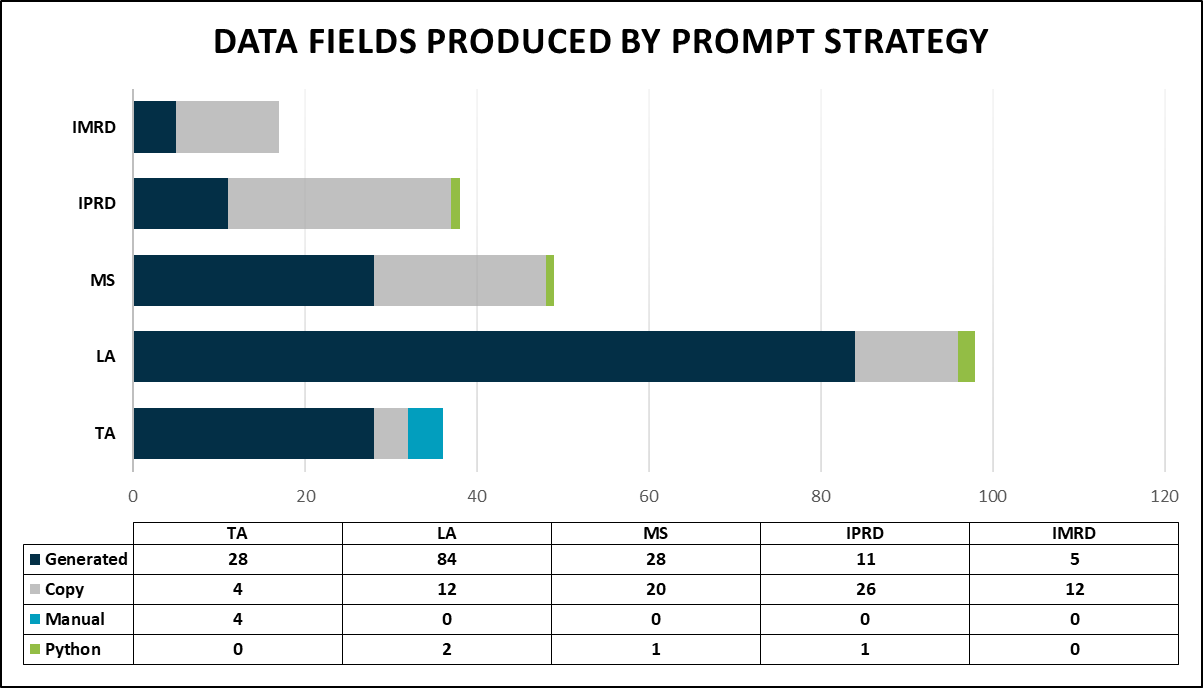 DATA FIELDS PRODUCED BY PROMPT STRATEGY
IMRD
IPRD
MS
LA
TA
0 20 40 60 80 100 120
TA LA MS IPRD IMRD
Generated 28 84 28 11 5
Copy 4 12 20 26 12
Manual 4 0 0 0 0
Python 0 2 1 1 0